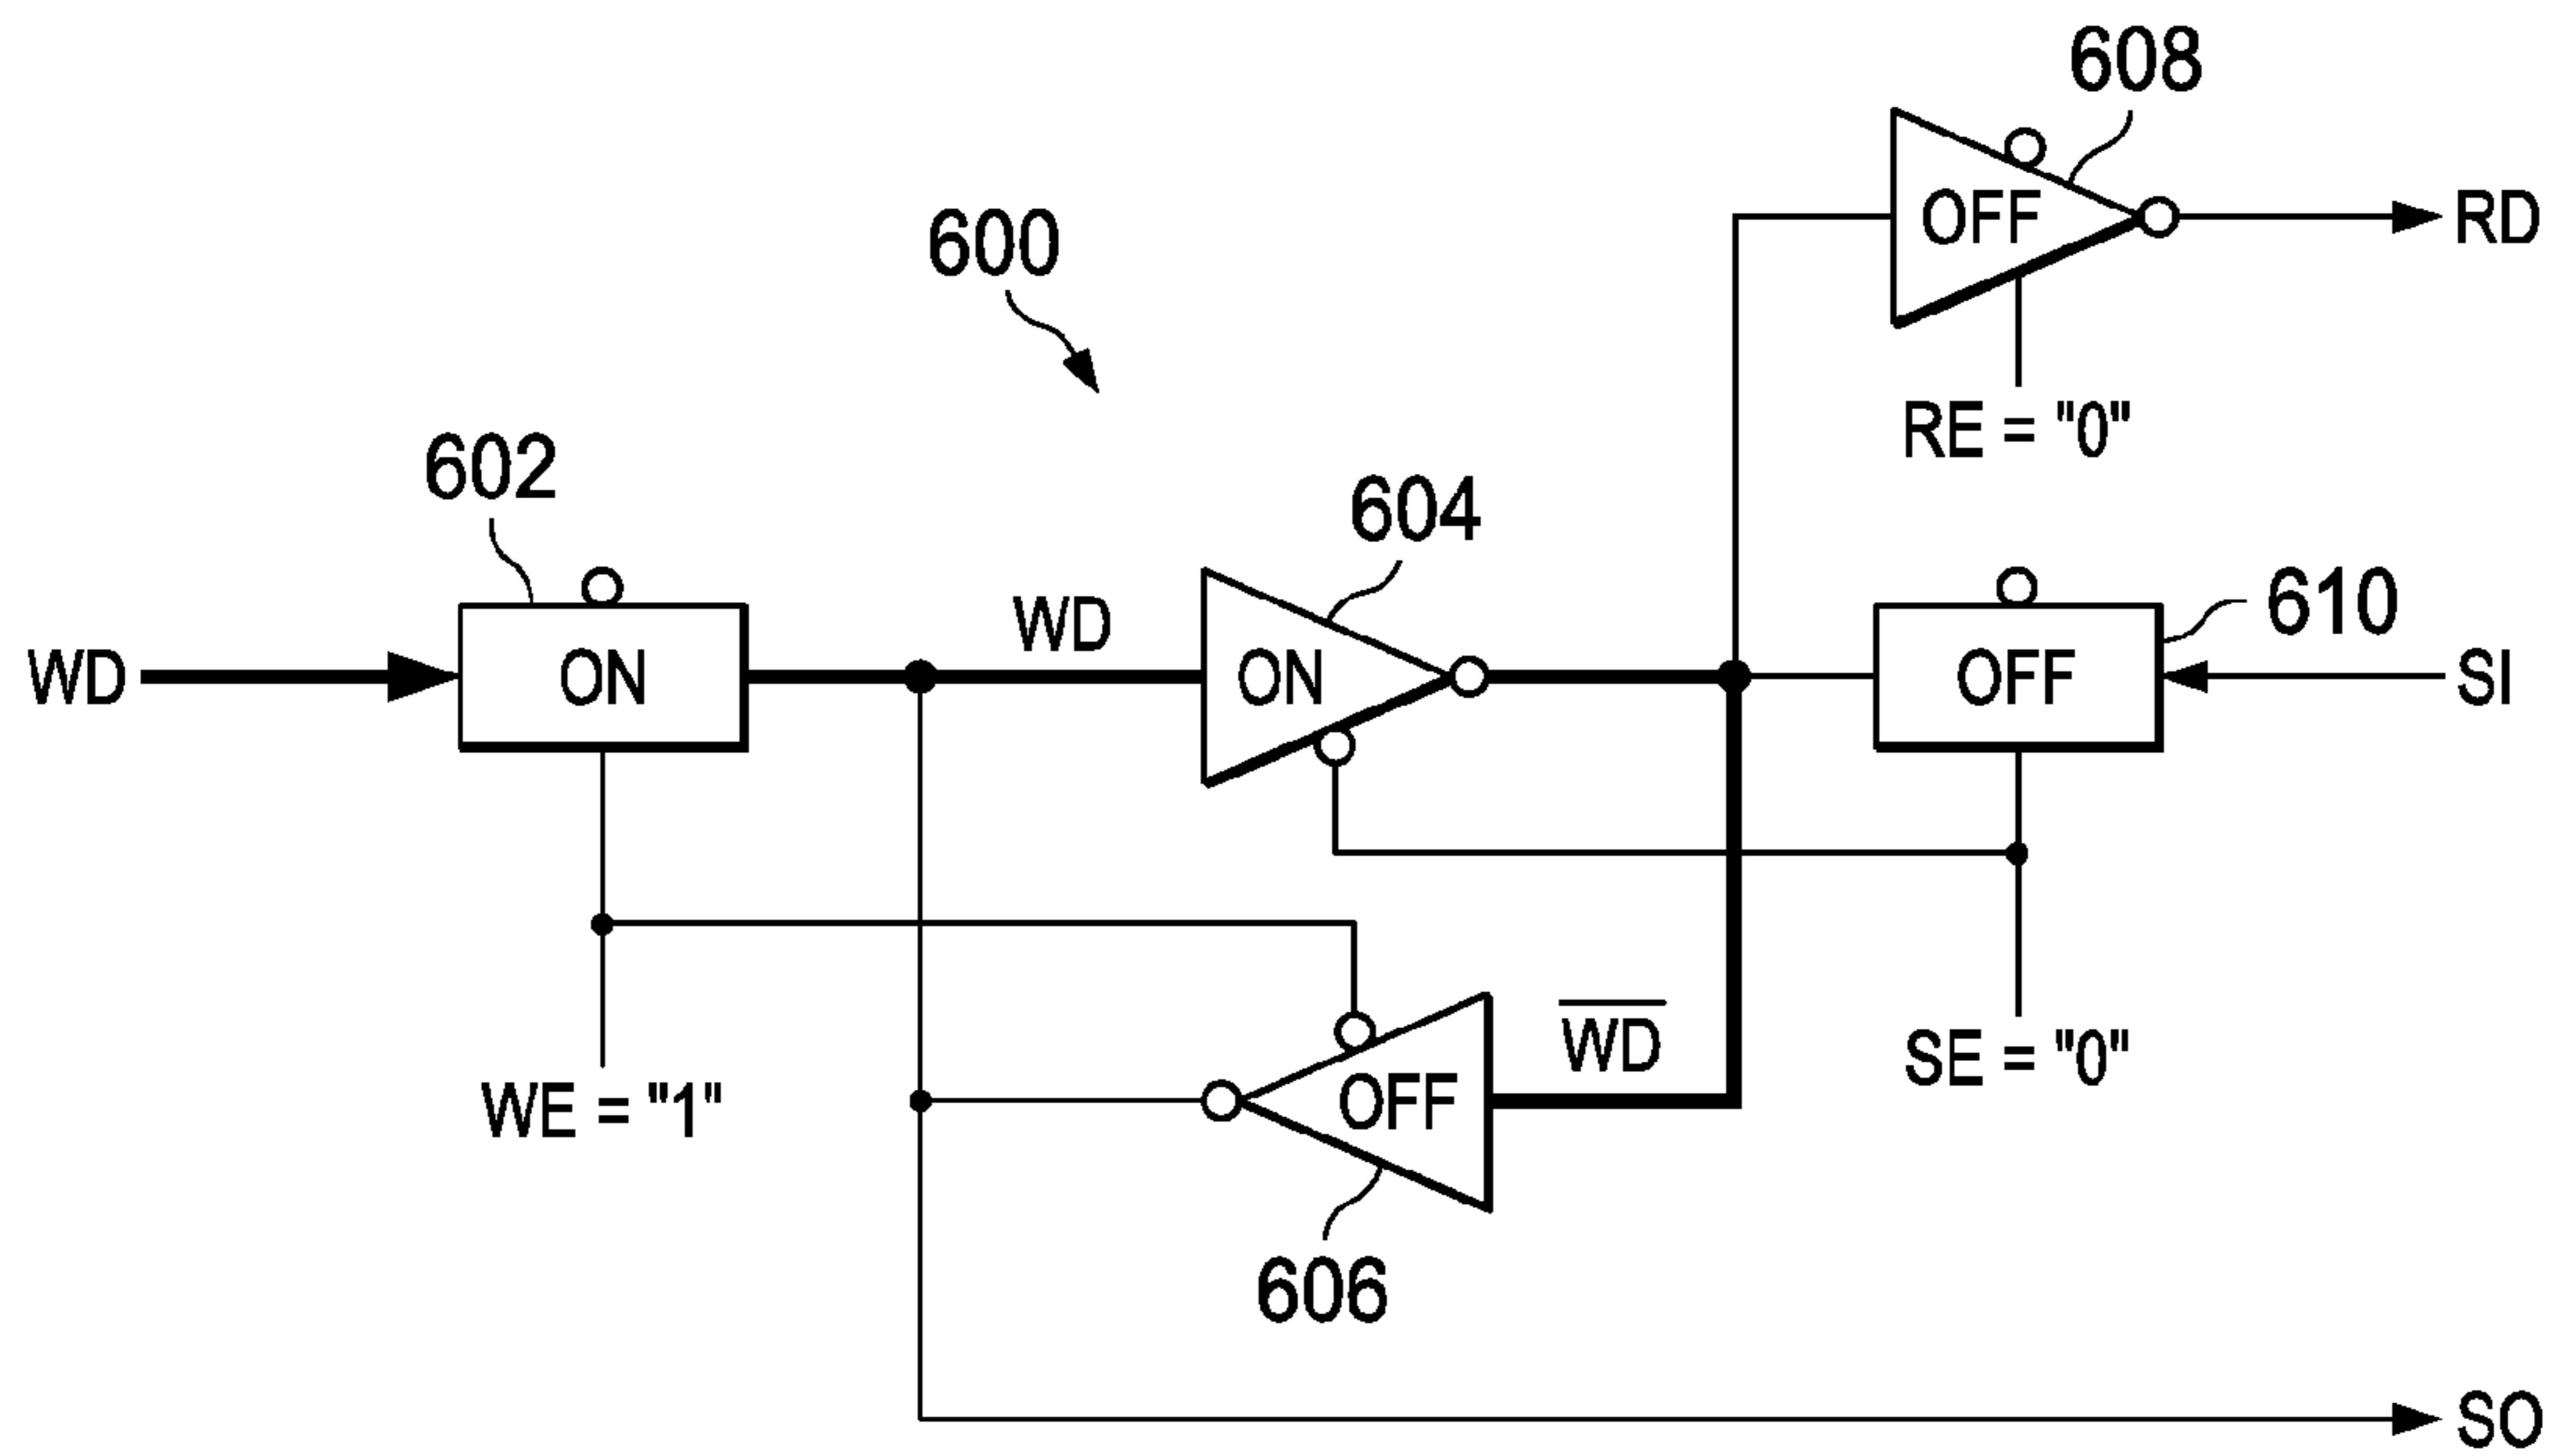 608
OFF
RD
600
RE = "0"
602
604
610
WD
ON
WD
ON
OFF
SI
WE = "1"
OFF
W̅D̅
SE = "0"
606
SO